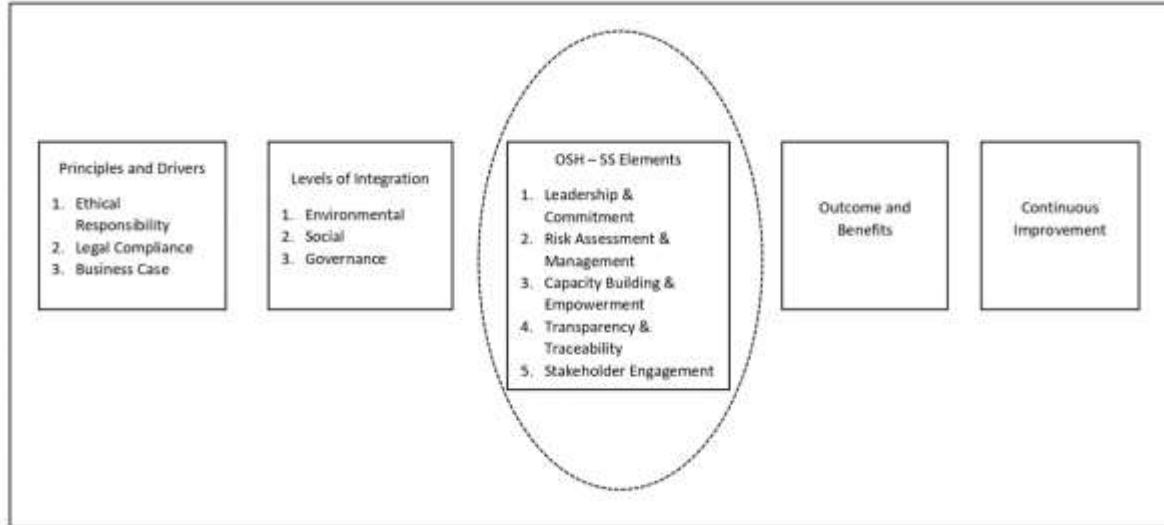 Principles and Drivers
1. Ethical
Responsibility
2. Legal Compliance
3. Business Case
Levels of Integration
1. Environmental
2. Social
3. Governance
OSH – SS Elements
1. Leadership &
Commitment
2. Risk Assessment &
Management
3. Capacity Building &
Empowerment
4. Transparency &
Traceability
5. Stakeholder Engagement
Outcome and
Benefits
Continuous
Improvement